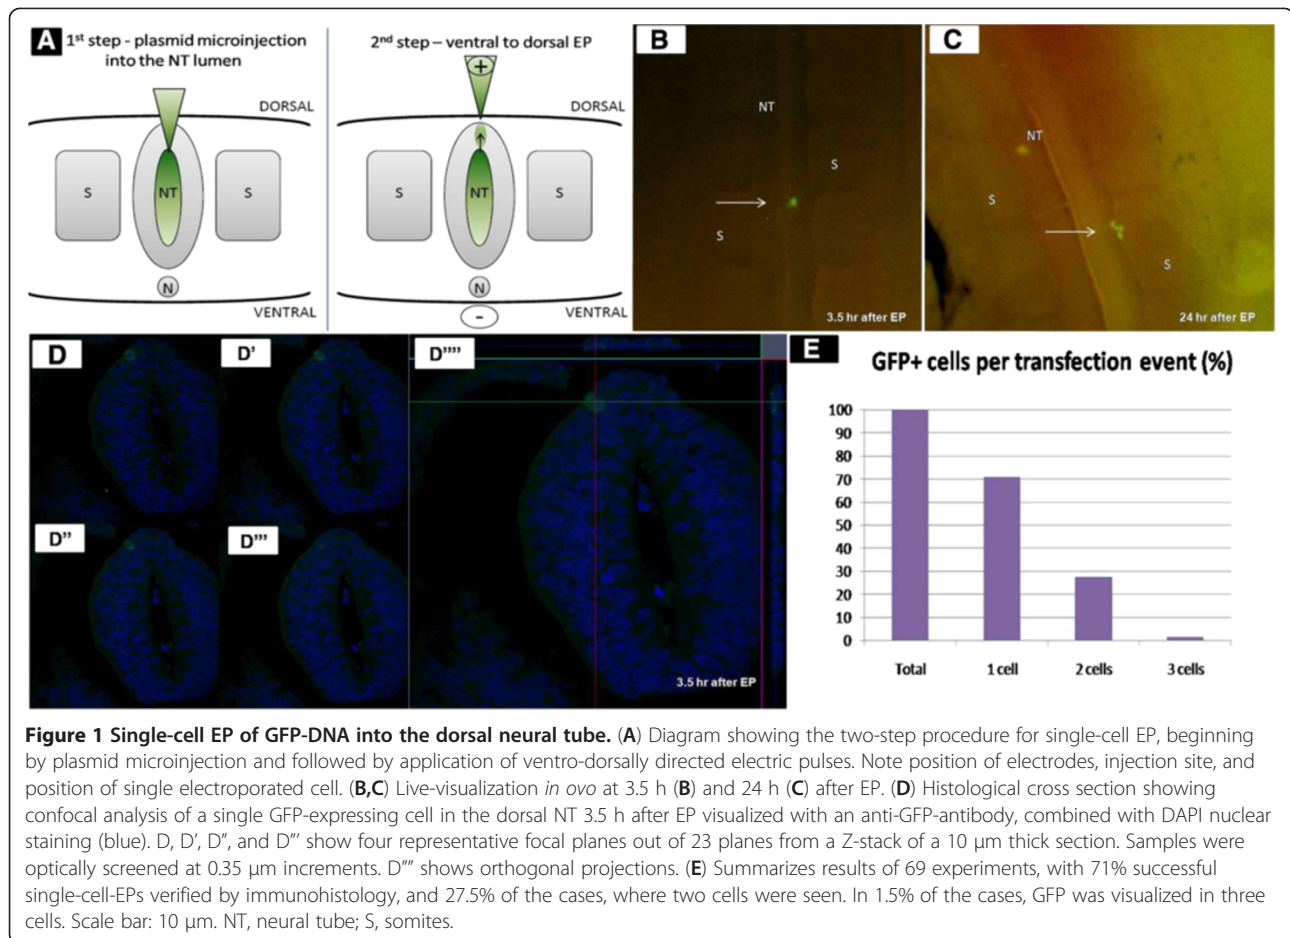 A
1st step - plasmid microinjection
into the NT lumen
DORSAL
S
NT
S
N
VENTRAL
2nd step – ventral to dorsal EP
+
DORSAL
S
NT
S
N
VENTRAL
-
B
NT
S
S
3.5 hr after EP
C
NT
S
S
24 hr after EP
D
D'
D''
D'''
D''''
3.5 hr after EP
E
GFP+ cells per transfection event (%)
100
90
80
70
60
50
40
30
20
10
0
Total
1 cell
2 cells
3 cells
Figure 1 Single-cell EP of GFP-DNA into the dorsal neural tube. (A) Diagram showing the two-step procedure for single-cell EP, beginning
by plasmid microinjection and followed by application of ventro-dorsally directed electric pulses. Note position of electrodes, injection site, and
position of single electroporated cell. (B,C) Live-visualization in ovo at 3.5 h (B) and 24 h (C) after EP. (D) Histological cross section showing
confocal analysis of a single GFP-expressing cell in the dorsal NT 3.5 h after EP visualized with an anti-GFP-antibody, combined with DAPI nuclear
staining (blue). D, D', D'', and D''' show four representative focal planes out of 23 planes from a Z-stack of a 10 μm thick section. Samples were
optically screened at 0.35 μm increments. D'''' shows orthogonal projections. (E) Summarizes results of 69 experiments, with 71% successful
single-cell-EPs verified by immunohistology, and 27.5% of the cases, where two cells were seen. In 1.5% of the cases, GFP was visualized in three
cells. Scale bar: 10 μm. NT, neural tube; S, somites.